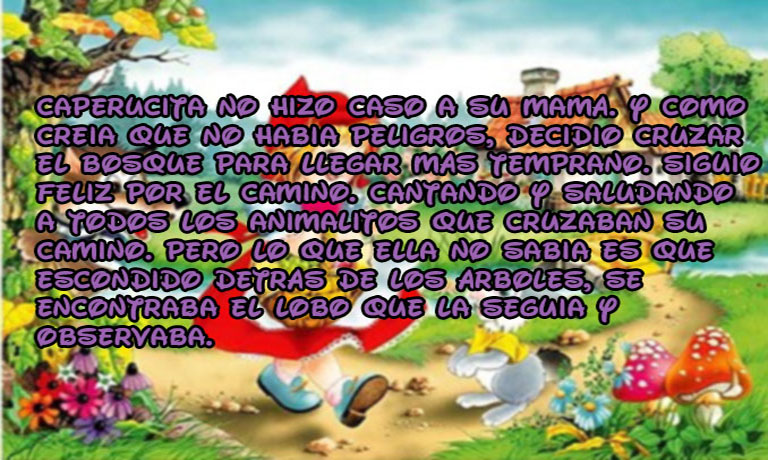 CAPERUCITA NO HIZO CASO A SU MAMA. Y COMO
CREIA QUE NO HABIA PELIGROS, DECIDIO CRUZAR
EL BOSQUE PARA LLEGAR MAS TEMPRANO. SIGUIO
FELIZ POR EL CAMINO. CANTANDO Y SALUDANDO
A TODOS LOS ANIMALITOS QUE CRUZABAN SU
CAMINO. PERO LO QUE ELLA NO SABIA ES QUE
ESCONDIDO DETRAS DE LOS ARBOLES, SE
ENCONTRABA EL LOBO QUE LA SEGUIA Y
OBSERVABA.